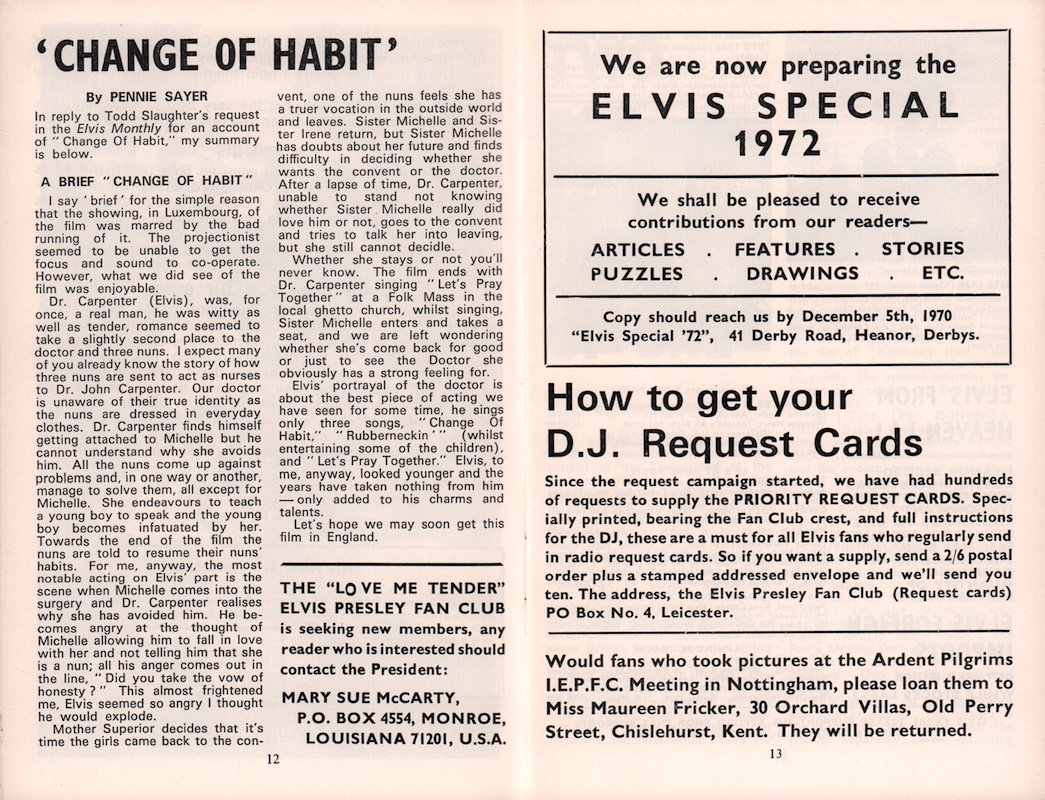 ‘CHANGE OF HABIT’
By PENNIE SAYER
In reply to Todd Slaughter's request
in the Elvis Monthly for an account
of "Change Of Habit," my summary
is below.
A BRIEF "CHANGE OF HABIT"
I say 'brief' for the simple reason
that the showing, in Luxembourg, of
the film was marred by the bad
running of it. The projectionist
seemed to be unable to get the
focus and sound to co-operate.
However, what we did see of the
film was enjoyable.
Dr. Carpenter (Elvis), was, for
once, a real man, he was witty as
well as tender, romance seemed to
take a slightly second place to the
doctor and three nuns. I expect many
of you already know the story of how
three nuns are sent to act as nurses
to Dr. John Carpenter. Our doctor
is unaware of their true identity as
the nuns are dressed in everyday
clothes. Dr. Carpenter finds himself
getting attached to Michelle but he
cannot understand why she avoids
him. All the nuns come up against
problems and, in one way or another,
manage to solve them, all except for
Michelle. She endeavours to teach
a young boy to speak and the young
boy becomes infatuated by her.
Towards the end of the film the
nuns are told to resume their nuns'
habits. For me, anyway, the most
notable acting on Elvis' part is the
scene when Michelle comes into the
surgery and Dr. Carpenter realises
why she has avoided him. He be-
comes angry at the thought of
Michelle allowing him to fall in love
with her and not telling him that she
is a nun; all his anger comes out in
the line, "Did you take the vow of
honesty?" This almost frightened
me, Elvis seemed so angry I thought
he would explode.
Mother Superior decides that it's
time the girls came back to the con-
vent, one of the nuns feels she has
a truer vocation in the outside world
and leaves. Sister Michelle and Sis-
ter Irene return, but Sister Michelle
has doubts about her future and finds
difficulty in deciding whether she
wants the convent or the doctor.
After a lapse of time, Dr. Carpenter,
unable to stand not knowing
whether Sister Michelle really did
love him or not, goes to the convent
and tries to talk her into leaving,
but she still cannot decidle.
Whether she stays or not you'll
never know. The film ends with
Dr. Carpenter singing "Let's Pray
Together" at a Folk Mass in the
local ghetto church, whilst singing,
Sister Michelle enters and takes a
seat, and we are left wondering
whether she's come back for good
or just to see the Doctor she
obviously has a strong feeling for.
Elvis' portrayal of the doctor is
about the best piece of acting we
have seen for some time, he sings
only three songs, "Change Of
Habit," "Rubberneckin'" (whilst
entertaining some of the children),
and "Let's Pray Together." Elvis, to
me, anyway, looked younger and the
years have taken nothing from him
—only added to his charms and
talents.
Let's hope we may soon get this
film in England.
THE "LOVE ME TENDER"
ELVIS PRESLEY FAN CLUB
is seeking new members, any
reader who is interested should
contact the President:
MARY SUE McCARTY,
P.O. BOX 4554, MONROE,
LOUISIANA 71201, U.S.A.
12
We are now preparing the
ELVIS SPECIAL
1972
We shall be pleased to receive
contributions from our readers—
ARTICLES . FEATURES . STORIES
PUZZLES . DRAWINGS . ETC.
Copy should reach us by December 5th, 1970
"Elvis Special '72", 41 Derby Road, Heanor, Derbys.
How to get your
D.J. Request Cards
Since the request campaign started, we have had hundreds
of requests to supply the PRIORITY REQUEST CARDS. Spec-
ially printed, bearing the Fan Club crest, and full instructions
for the DJ, these are a must for all Elvis fans who regularly send
in radio request cards. So if you want a supply, send a 2/6 postal
order plus a stamped addressed envelope and we'll send you
ten. The address, the Elvis Presley Fan Club (Request cards)
PO Box No. 4, Leicester.
Would fans who took pictures at the Ardent Pilgrims
I.E.P.F.C. Meeting in Nottingham, please loan them to
Miss Maureen Fricker, 30 Orchard Villas, Old Perry
Street, Chislehurst, Kent. They will be returned.
13